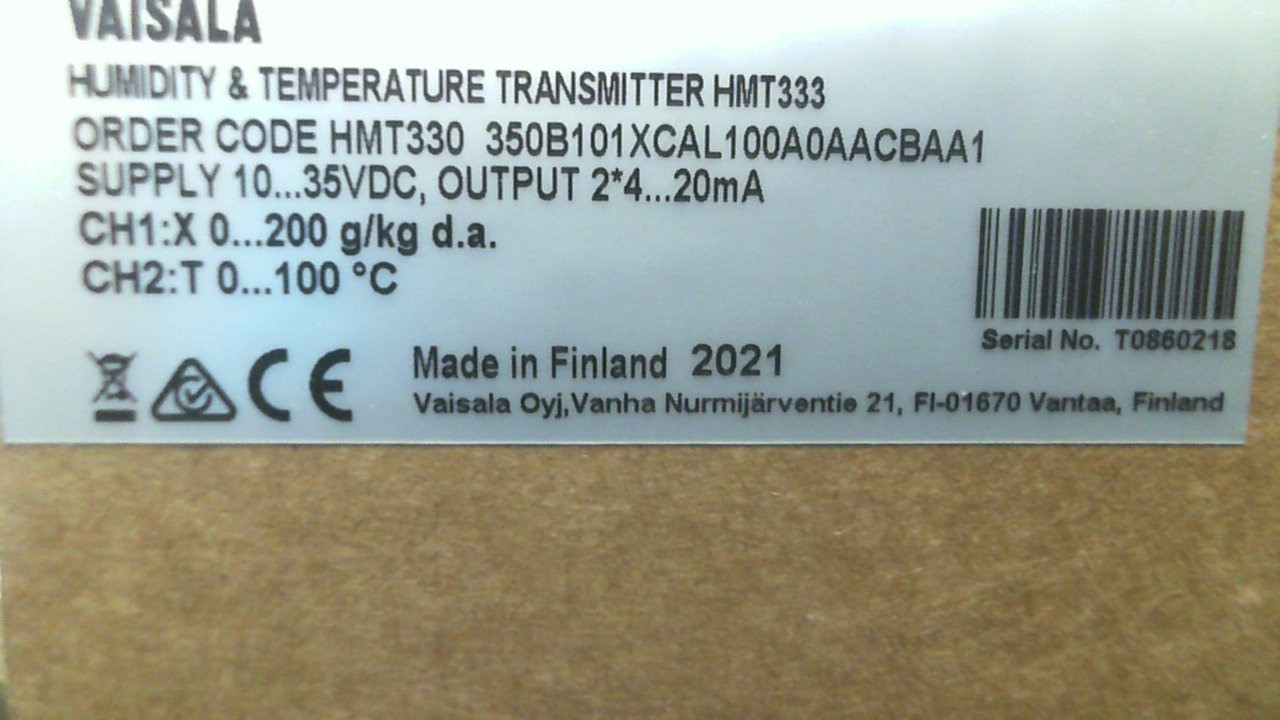 VAISALA
HUMIDITY & TEMPERATURE TRANSMITTER HMT333
ORDER CODE HMT330 350B101XCAL100A0AACBAA1
SUPPLY 10...35VDC, OUTPUT 2*4...20mA
CH1:X 0...200 g/kg d.a.
CH2:T 0...100 °C
Serial No. T0860218
CE
Made in Finland 2021
Vaisala Oyj,Vanha Nurmijärventie 21, FI-01670 Vantaa, Finland